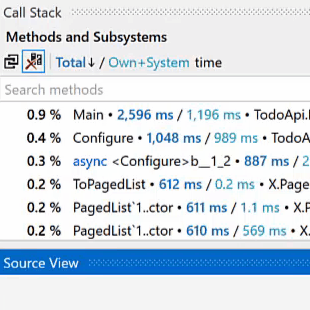 Call Stack
Methods and Subsystems
Total↓ / Own+System time
Search methods
0.9 % Main • 2,596 ms / 1,196 ms • TodoApi.
0.4 % Configure • 1,048 ms / 989 ms • TodoA
0.3 % async <Configure>b__1_2 • 887 ms / 2
0.2 % ToPagedList • 612 ms / 0.2 ms • X.Page
0.2 % PagedList`1..ctor • 611 ms / 1.1 ms • X.P
0.2 % PagedList`1..ctor • 610 ms / 569 ms • X
Source View